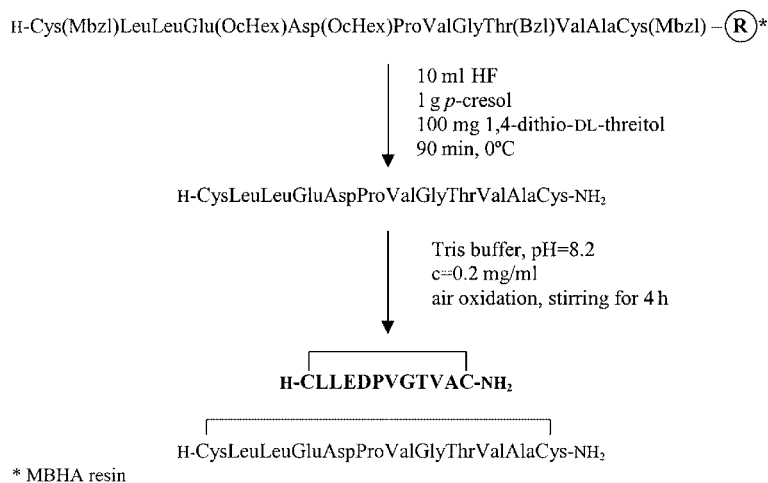 H-Cys(Mbzl)LeuLeuGlu(OcHex)Asp(OcHex)ProValGlyThr(Bzl)ValAlaCys(Mbzl) – R*
10 ml HF
1 g p-cresol
100 mg 1,4-dithio-DL-threitol
90 min, 0ºC
H-CysLeuLeuGluAspProValGlyThrValAlaCys-NH₂
Tris buffer, pH=8.2
c=0.2 mg/ml
air oxidation, stirring for 4 h
H-CLLEDPVGTVAC-NH₂
H-CysLeuLeuGluAspProValGlyThrValAlaCys-NH₂
* MBHA resin